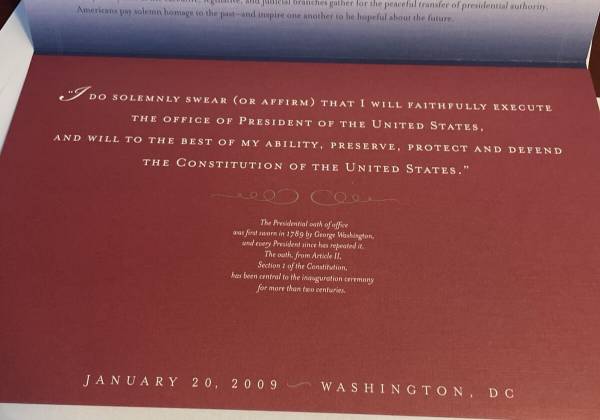 legislative, and judicial branches gather for the peaceful transfer of presidential authority.
Americans pay solemn homage to the past—and inspire one another to be hopeful about the future.
"I do solemnly swear (or affirm) that I will faithfully execute
the office of President of the United States,
and will to the best of my ability, preserve, protect and defend
the Constitution of the United States."
The Presidential oath of office
was first sworn in 1789 by George Washington,
and every President since has repeated it.
The oath, from Article II,
Section 1 of the Constitution,
has been central to the inauguration ceremony
for more than two centuries.
JANUARY 20, 2009 WASHINGTON, DC